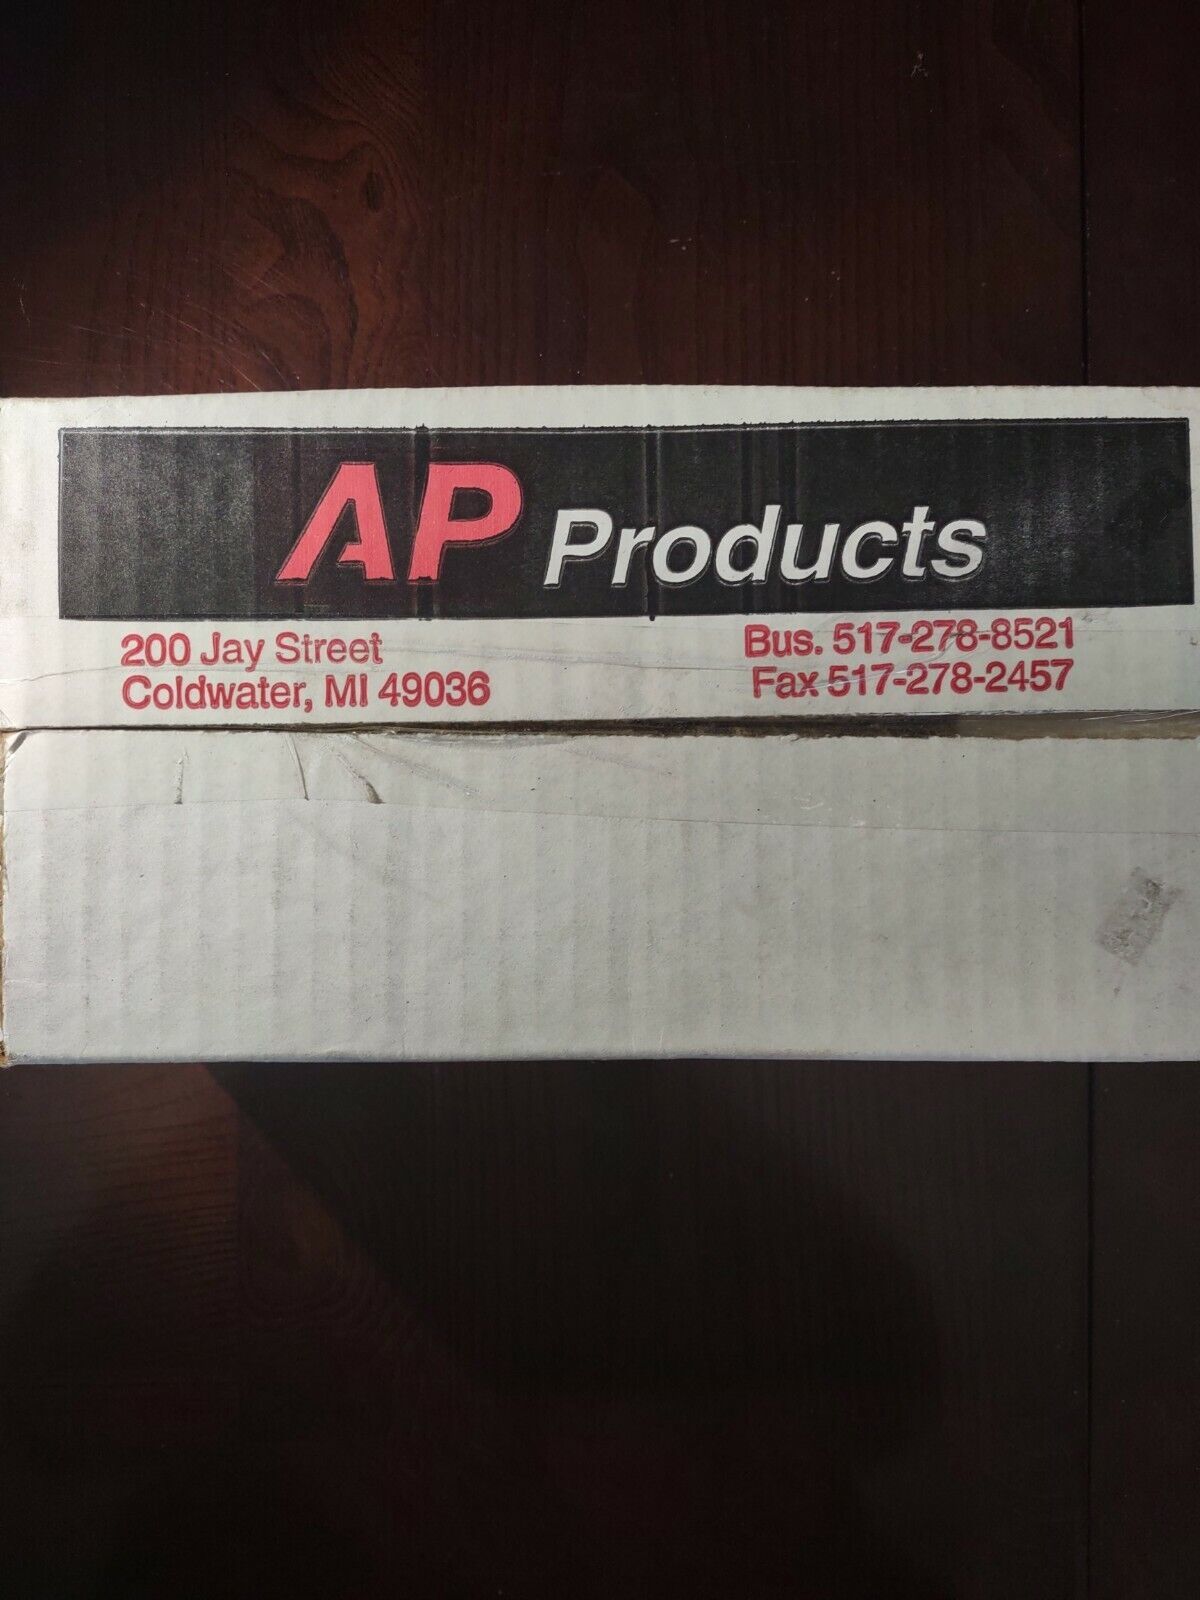 AP Products
200 Jay Street
Coldwater, MI 49036
Bus. 517-278-8521
Fax 517-278-2457